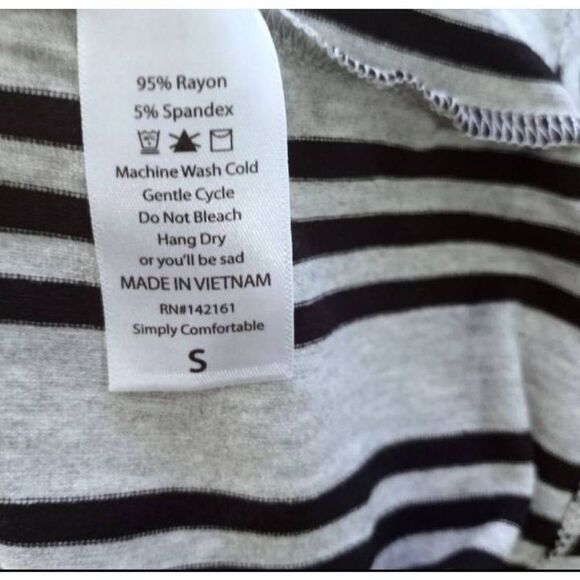 95% Rayon
5% Spandex
Machine Wash Cold
Gentle Cycle
Do Not Bleach
Hang Dry
or you'll be sad
MADE IN VIETNAM
RN#142161
Simply Comfortable
S